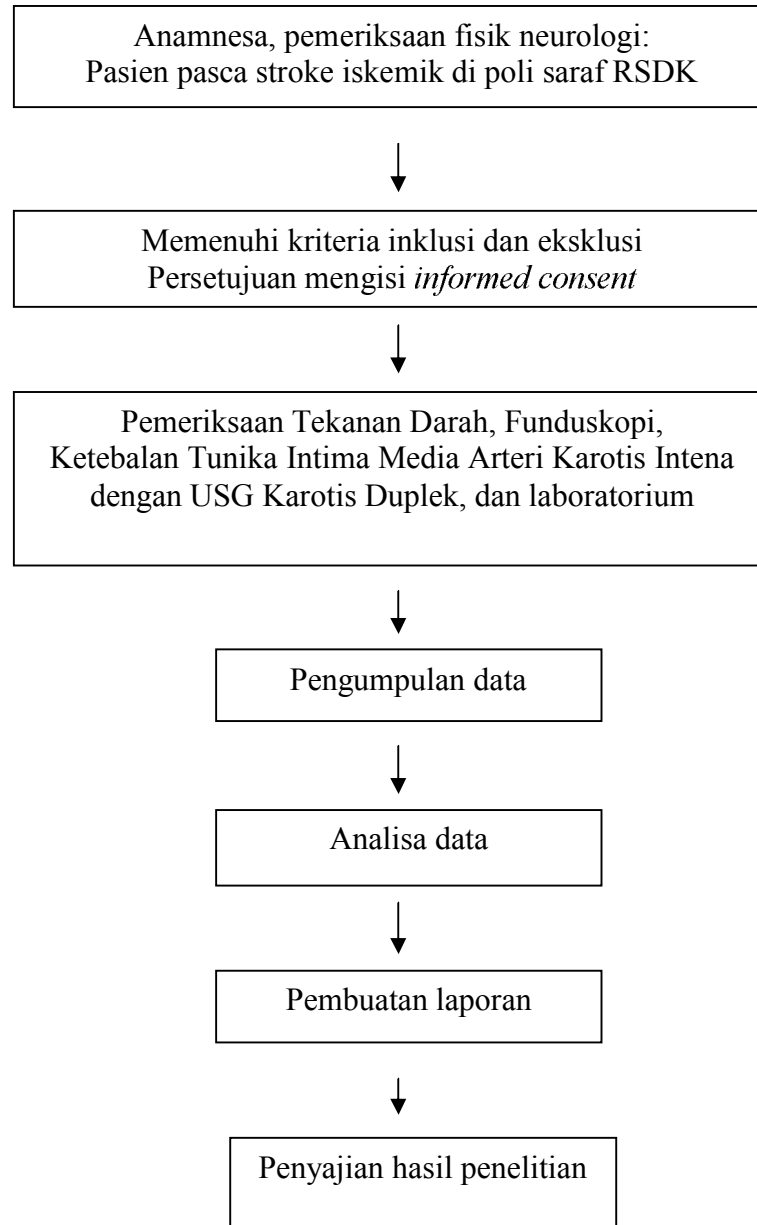 Anamnesa, pemeriksaan fisik neurologi:
Pasien pasca stroke iskemik di poli saraf RSDK
Memenuhi kriteria inklusi dan eksklusi
Persetujuan mengisi informed consent
Pemeriksaan Tekanan Darah, Funduskopi,
Ketebalan Tunika Intima Media Arteri Karotis Intena
dengan USG Karotis Duplek, dan laboratorium
Pengumpulan data
Analisa data
Pembuatan laporan
Penyajian hasil penelitian